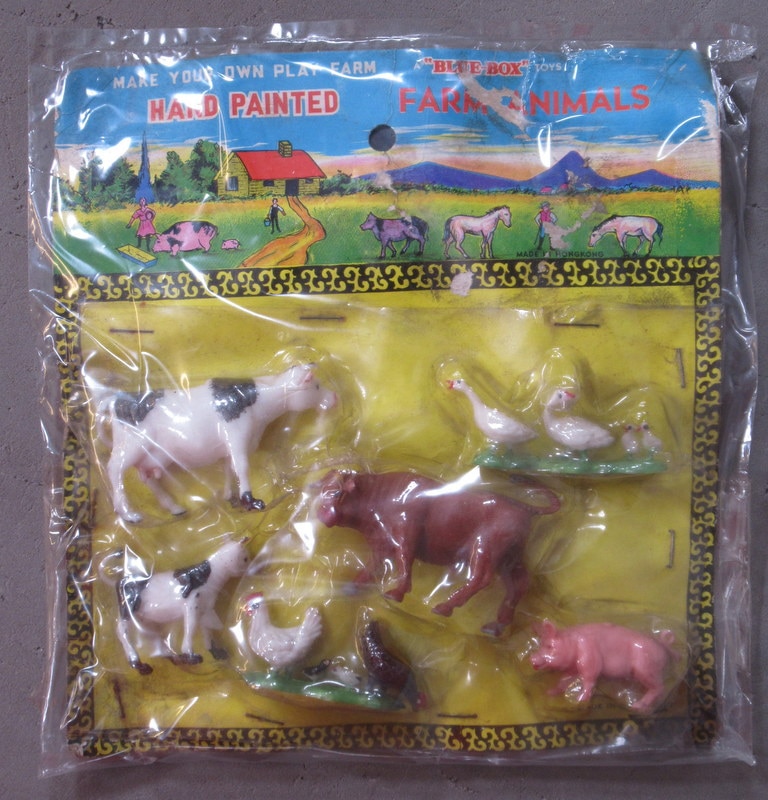 MAKE YOUR OWN PLAY FARM
A "BLUE-BOX" TOYS
HAND PAINTED
FARM ANIMALS
MADE IN HONGKONG